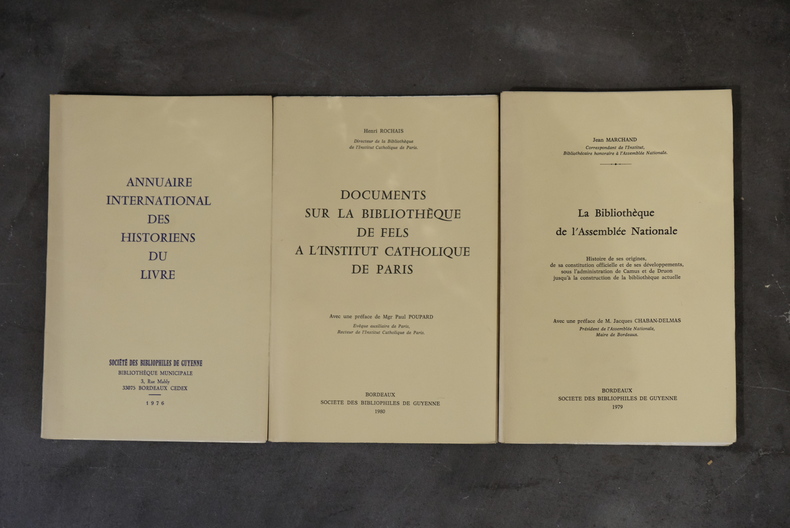 ANNUAIRE
INTERNATIONAL
DES
HISTORIENS
DU
LIVRE
SOCIÉTÉ DES BIBLIOPHILES DE GUYENNE
BIBLIOTHÈQUE MUNICIPALE
3, Rue Mably
33075 BORDEAUX CEDEX
1976
Henri ROCHAIS
Directeur de la Bibliothèque
de l'Institut Catholique de Paris
DOCUMENTS
SUR LA BIBLIOTHÊQUE
DE FELS
A L'INSTITUT CATHOLIQUE
DE PARIS
Avec une préface de Mgr Paul POUPARD
Evêque auxiliaire de Paris,
Recteur de l'Institut Catholique de Paris.
BORDEAUX
SOCIETE DES BIBLIOPHILES DE GUYENNE
1980
Jean MARCHAND
Correspondant de l'Institut,
Bibliothécaire honoraire à l'Assemblée Nationale.
La Bibliothèque
de l'Assemblée Nationale
Histoire de ses origines,
de sa constitution officielle et de ses développements,
sous l'administration de Camus et de Druon
jusqu'à la construction de la bibliothèque actuelle
Avec une préface de M. Jacques CHABAN-DELMAS
Président de l'Assemblée Nationale,
Maire de Bordeaux.
BORDEAUX
SOCIETE DES BIBLIOPHILES DE GUYENNE
1979